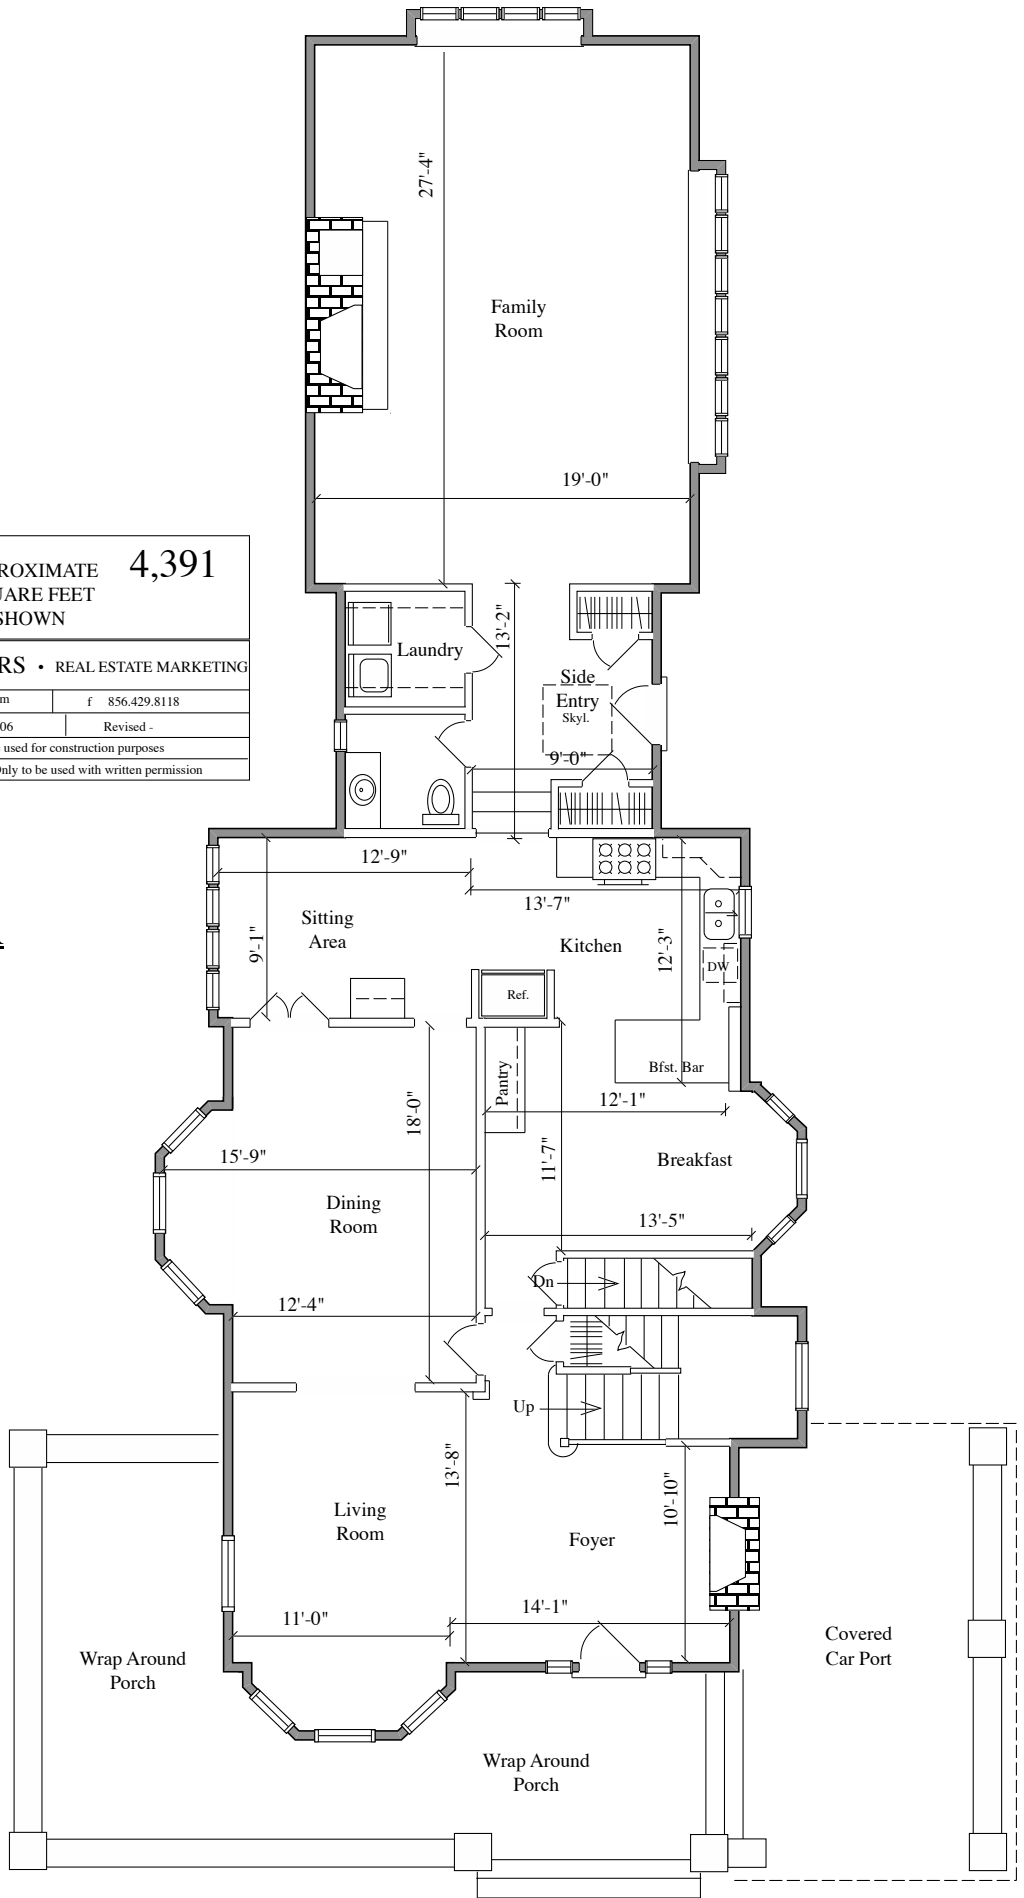 27'-4"
Family
Room
19'-0"
ROXIMATE 4,391
UARE FEET
SHOWN
RS • REAL ESTATE MARKETING
m f 856.429.8118
06 Revised -
used for construction purposes
Only to be used with written permission
Laundry
13'-2"
Side
Entry
Skyl.
9'-0"
12'-9"
13'-7"
Sitting
Area
9'-1"
Kitchen
12'-3"
DW
Ref.
Pantry
Bfst. Bar
12'-1"
18'-0"
11'-7"
15'-9"
Breakfast
Dining
Room
13'-5"
Dn
12'-4"
Up
13'-8"
10'-10"
Living
Room
Foyer
11'-0"
14'-1"
Wrap Around
Porch
Covered
Car Port
Wrap Around
Porch